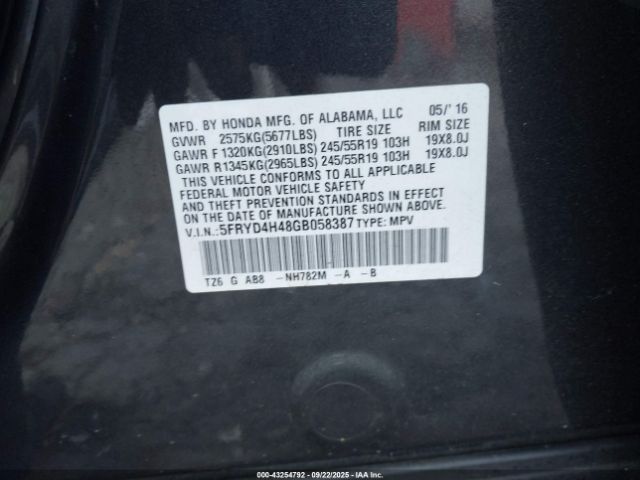 MFD. BY HONDA MFG. OF ALABAMA, LLC 05/'16
GVWR 2575KG(5677LBS) TIRE SIZE RIM SIZE
GAWR F 1320KG(2910LBS) 245/55R19 103H 19X8.0J
GAWR R1345KG(2965LBS) 245/55R19 103H 19X8.0J
THIS VEHICLE CONFORMS TO ALL APPLICABLE
FEDERAL MOTOR VEHICLE SAFETY
AND THEFT PREVENTION STANDARDS IN EFFECT
ON THE DATE OF MANUFACTURE SHOWN ABOVE.
V.I.N.:5FRYD4H48GB058387 TYPE: MPV
TZ6 G AB8 -NH782M -A -B
000-43254792 - 09/22/2025 - IAA Inc.